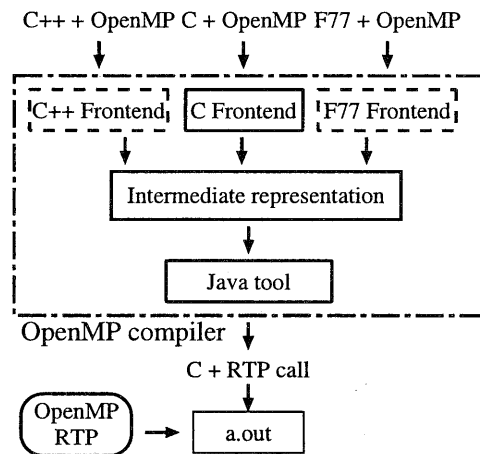 C++ + OpenMP C + OpenMP F77 + OpenMP
C++ Frontend
C Frontend
F77 Frontend
Intermediate representation
Java tool
OpenMP compiler
C + RTP call
OpenMP
RTP
a.out